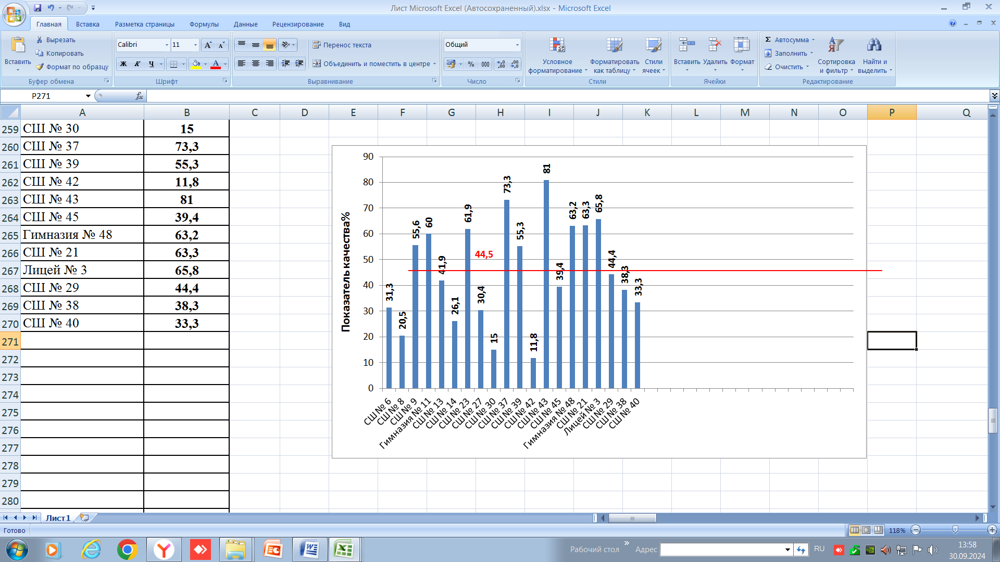 Лист Microsoft Excel (Автосохраненный).xlsx - Microsoft Excel
Главная Вставка Разметка страницы Формулы Данные Рецензирование Вид
Вставить
Вырезать
Копировать
Формат по образцу
Буфер обмена
Calibri 11
Ж К Ч
Шрифт
Перенос текста
Объединить и поместить в центре
Выравнивание
Общий
% 000
Число
Условное форматирование
Форматировать как таблицу
Стили ячеек
Стили
Вставить Удалить Формат
Ячейки
Σ Автосумма
Заполнить
Очистить
Сортировка и фильтр
Найти и выделить
Редактирование
P271 fx
A B C D E F G H I J K L M N O P Q
259 СШ № 30 15
260 СШ № 37 73,3
261 СШ № 39 55,3
262 СШ № 42 11,8
263 СШ № 43 81
264 СШ № 45 39,4
265 Гимназия № 48 63,2
266 СШ № 21 63,3
267 Лицей № 3 65,8
268 СШ № 29 44,4
269 СШ № 38 38,3
270 СШ № 40 33,3
271
272
273
274
275
276
277
278
279
280
Показатель качества%
90
80
70
60
50
40
30
20
10
0
31,3
20,5
55,6
60
41,9
26,1
61,9
30,4
15
73,3
55,3
11,8
81
39,4
63,2
63,3
65,8
44,4
38,3
33,3
44,5
СШ № 6
СШ № 8
СШ № 9
Гимназия № 11
СШ № 13
СШ № 14
СШ № 23
СШ № 27
СШ № 30
СШ № 37
СШ № 39
СШ № 42
СШ № 43
СШ № 45
Гимназия № 48
СШ № 21
Лицей № 3
СШ № 29
СШ № 38
СШ № 40
Лист1
Готово
118%
Рабочий стол » Адрес RU
13:58
30.09.2024